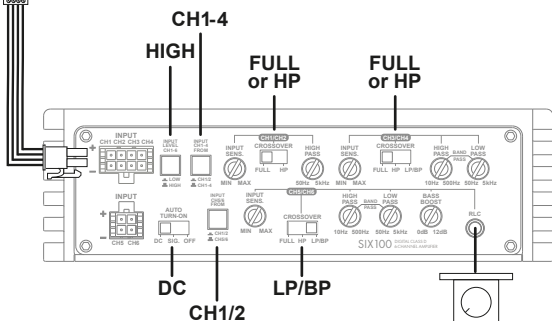 CH1-4
HIGH
FULL
or HP
FULL
or HP
INPUT
CH1 CH2 CH3 CH4
INPUT
LEVEL
CH1-6
LOW
HIGH
INPUT
CH1-4
FROM
CH1/2
CH1-4
CH1/CH2
INPUT
SENS.
MIN MAX
CROSSOVER
FULL HP
HIGH
PASS
50Hz 5kHz
CH3/CH4
INPUT
SENS.
MIN MAX
CROSSOVER
FULL HP LP/BP
HIGH
PASS
BAND
PASS
LOW
PASS
10Hz 500Hz 50Hz 5kHz
INPUT
CH5 CH6
AUTO
TURN-ON
DC SIG. OFF
INPUT
CH5/6
FROM
CH1/2
CH5/6
CH5/CH6
INPUT
SENS.
MIN MAX
CROSSOVER
FULL HP LP/BP
HIGH
PASS
BAND
PASS
LOW
PASS
10Hz 500Hz 50Hz 5kHz
BASS
BOOST
0dB 12dB
RLC
SIX100
DC
CH1/2
LP/BP